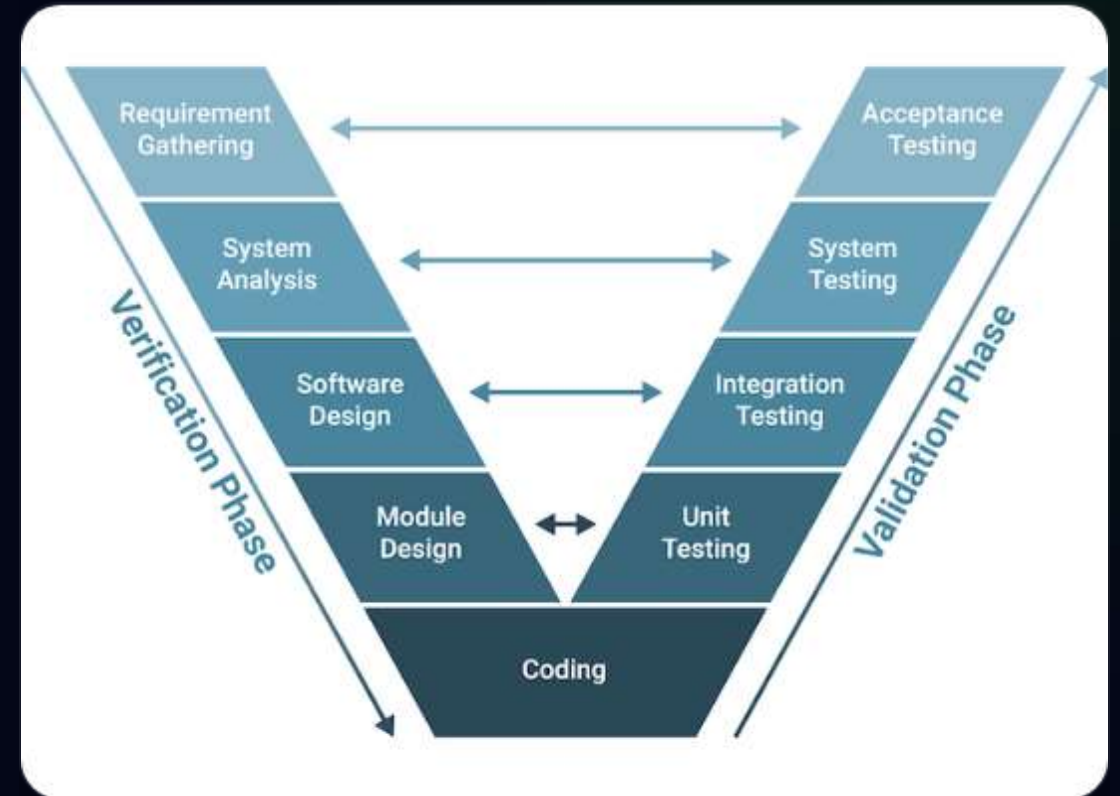 Requirement
Gathering
Acceptance
Testing
System
Analysis
System
Testing
Software
Design
Integration
Testing
Module
Design
Unit
Testing
Coding
Verification Phase
Validation Phase